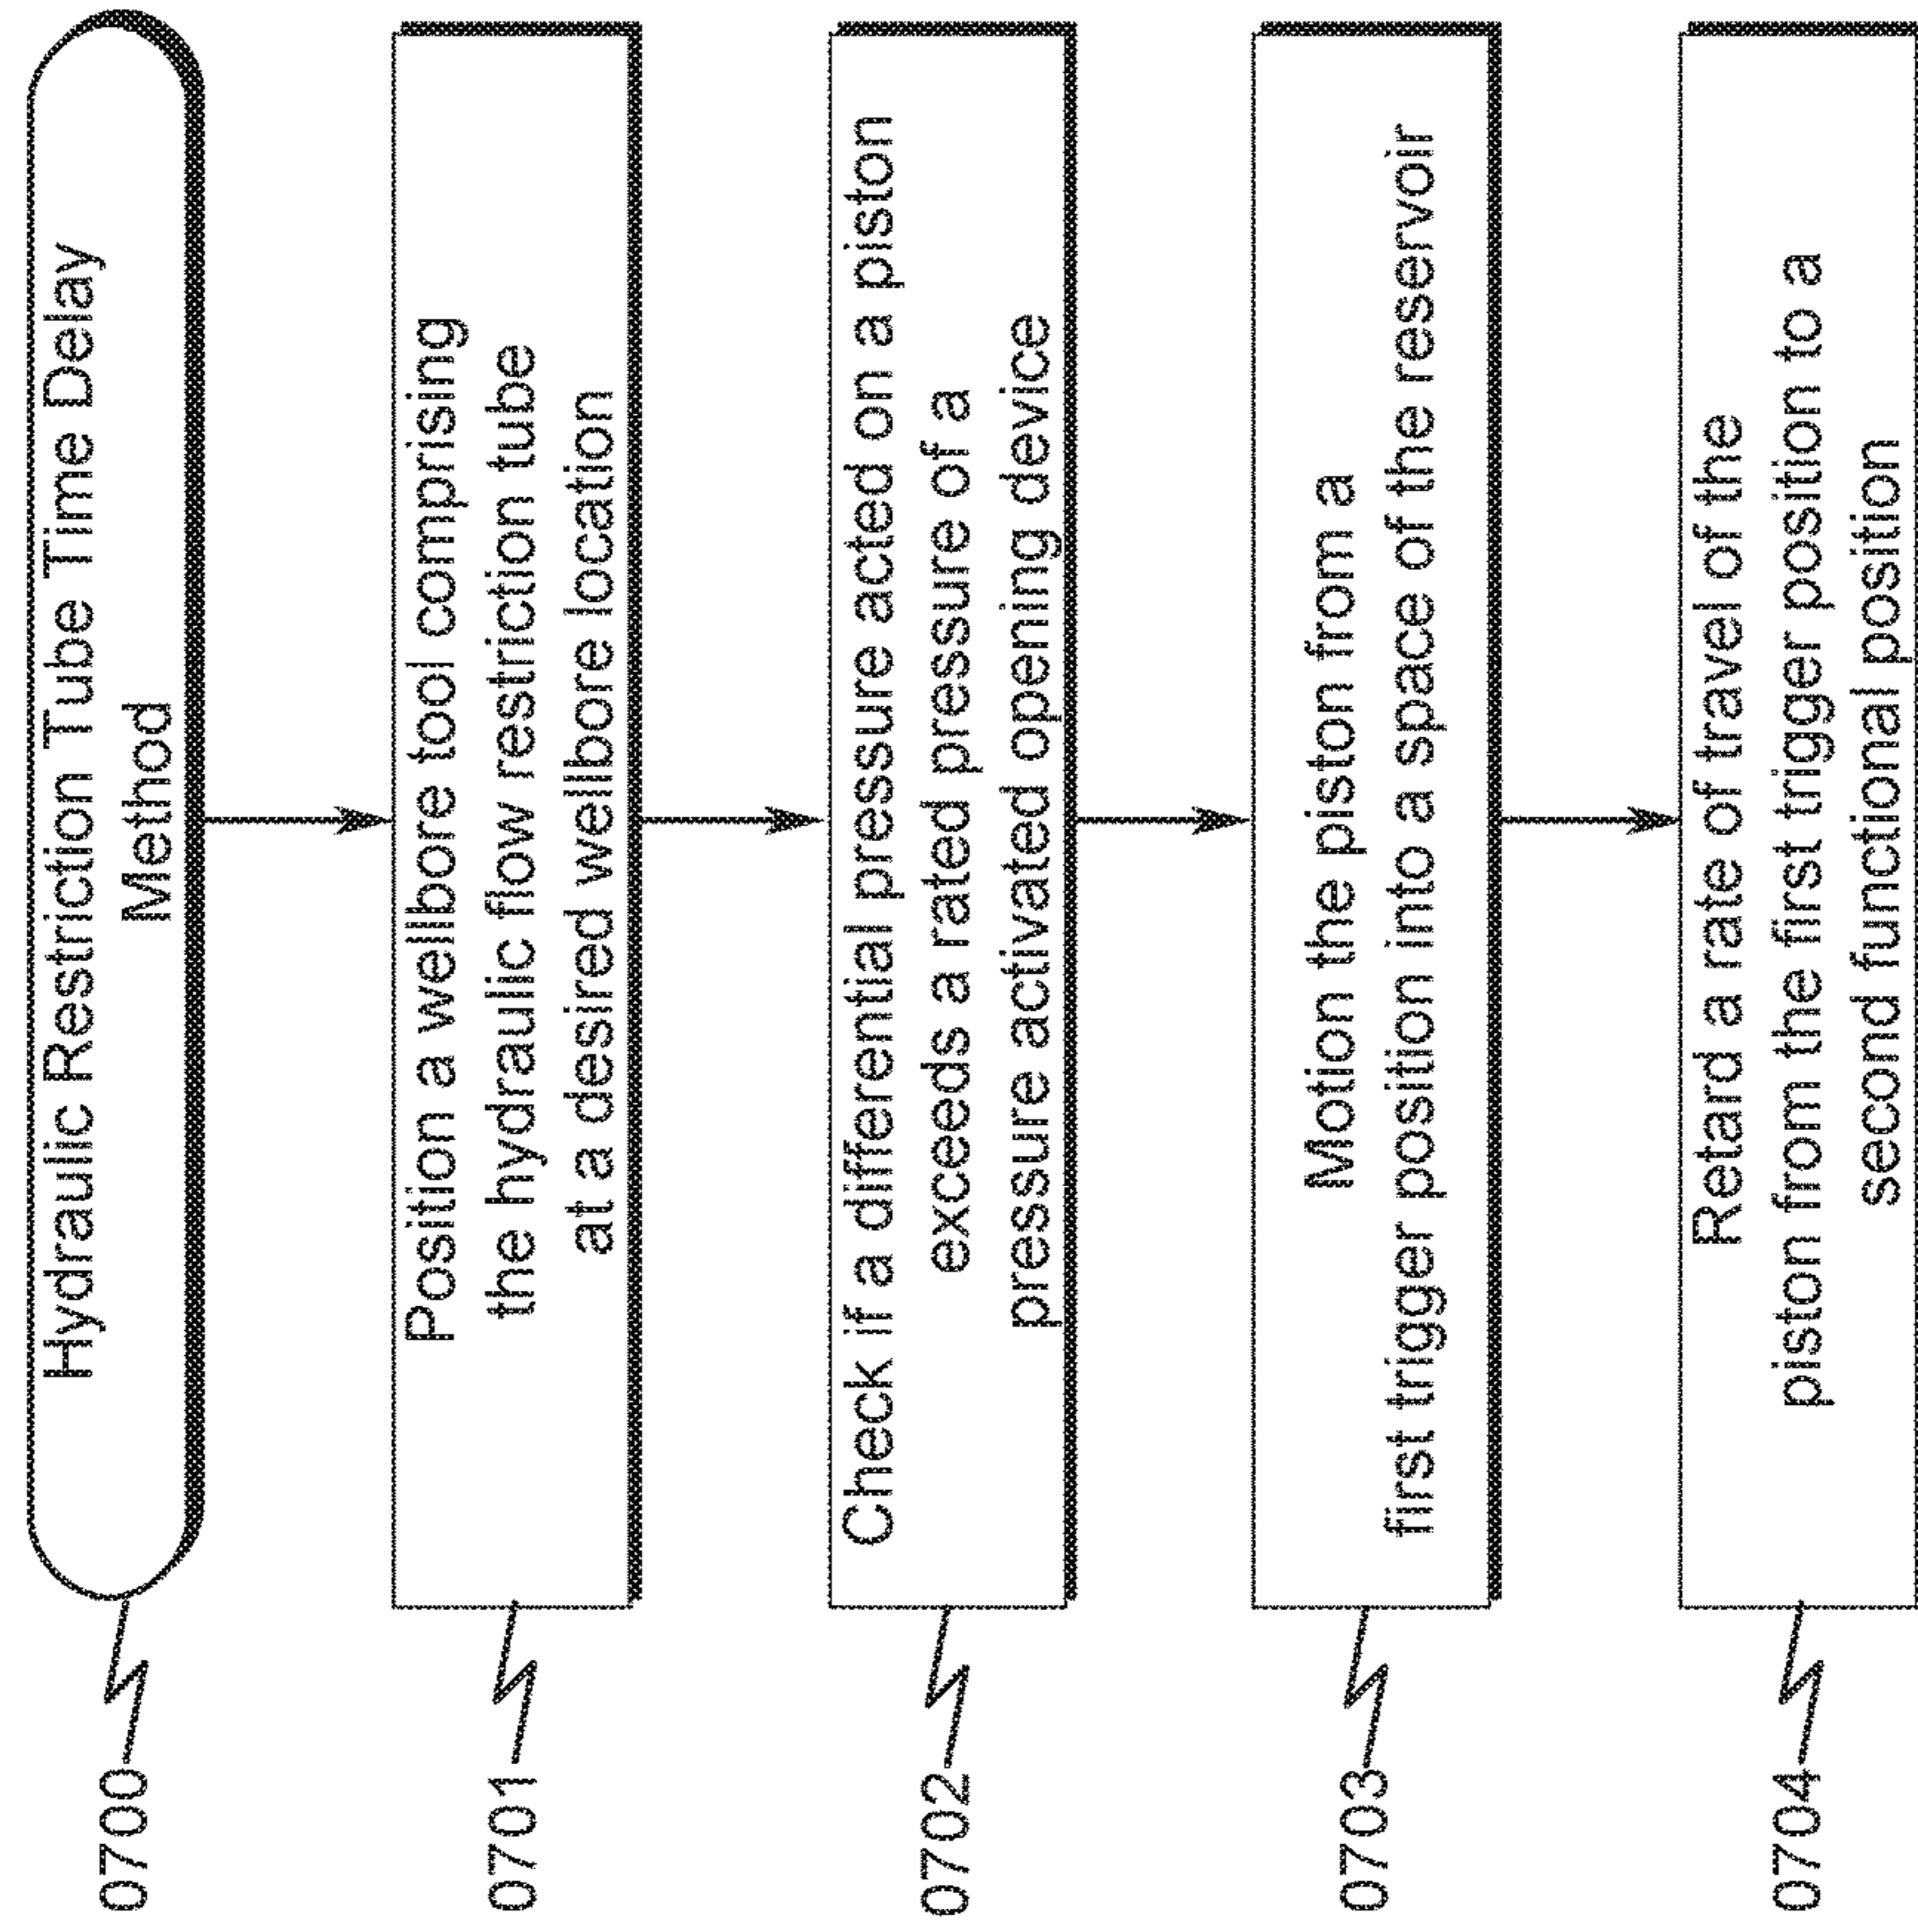 Hydraulic Restriction Tube Time Delay
Method
0700
Position a wellbore tool comprising
the hydraulic flow restriction tube
at a desired wellbore location
0701
Check if a differential pressure acted on a piston
exceeds a rated pressure of a
pressure activated opening device
0702
Motion the piston from a
first trigger position into a space of the reservoir
0703
Retard a rate of travel of the
piston from the first trigger position to a
second functional position
0704